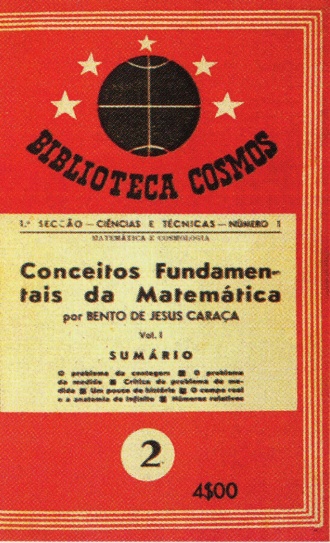 BIBLIOTECA COSMOS
1.ª SECÇÃO — CIÊNCIAS E TÉCNICAS — NÚMERO 1
MATEMÁTICA E COSMOLOGIA
Conceitos Fundamen-
tais da Matemática
por BENTO DE JESUS CARAÇA
Vol. I
SUMÁRIO
O problema da contagem ■ O problema
da medida ■ Crítica do problema da me-
dida ■ Um pouco de história ■ O campo real
e a anatomia do infinito ■ Números relativos
2
4$00